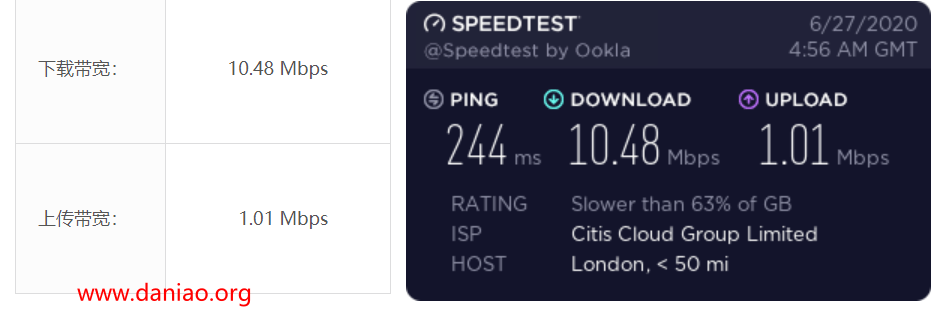 下载带宽：
10.48 Mbps
上传带宽：
1.01 Mbps
www.daniao.org
SPEEDTEST
6/27/2020
@Speedtest by Ookla
4:56 AM GMT
PING
DOWNLOAD
UPLOAD
244 ms
10.48 Mbps
1.01 Mbps
RATING
Slower than 63% of GB
ISP
Citis Cloud Group Limited
HOST
London, < 50 mi